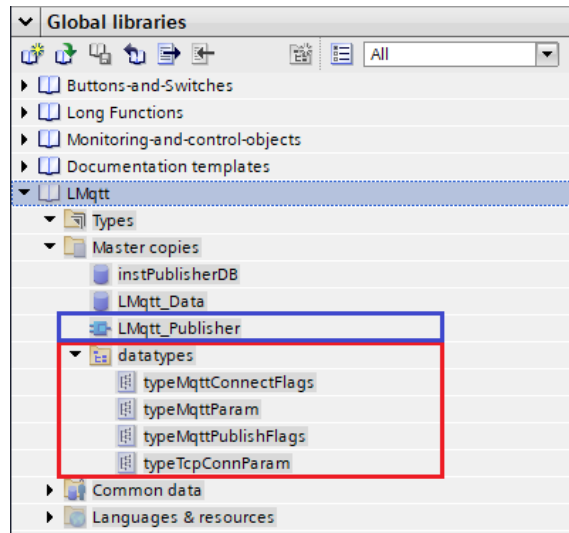 Global libraries
All
Buttons-and-Switches
Long Functions
Monitoring-and-control-objects
Documentation templates
LMqtt
Types
Master copies
instPublisherDB
LMqtt_Data
LMqtt_Publisher
datatypes
typeMqttConnectFlags
typeMqttParam
typeMqttPublishFlags
typeTcpConnParam
Common data
Languages & resources